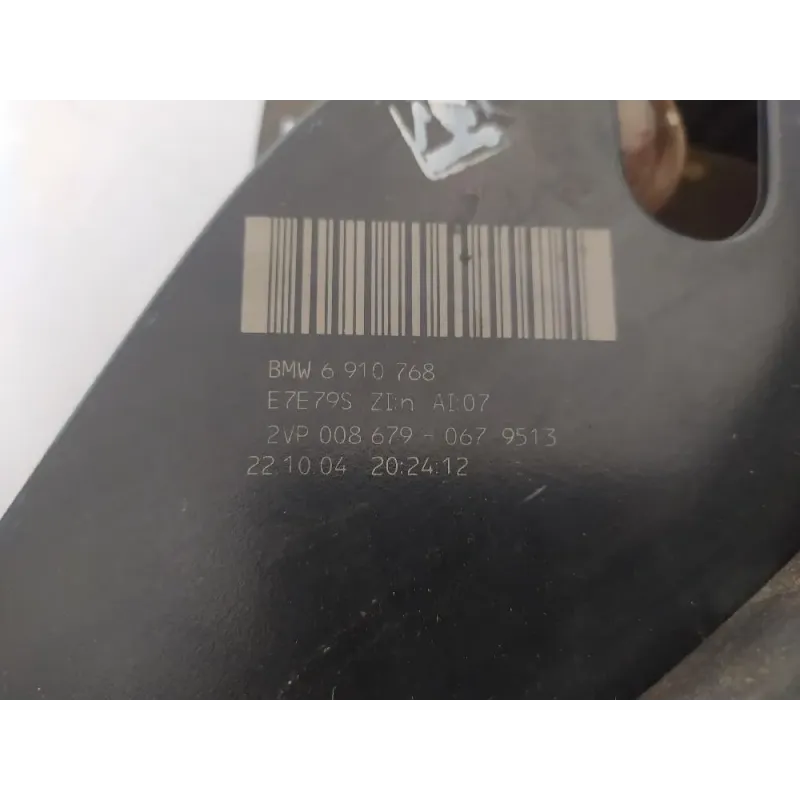 BMW 6 910 768
E7E79S ZI:n AI:07
2VP 008 679 - 067 9513
22.10.04 20:24:12